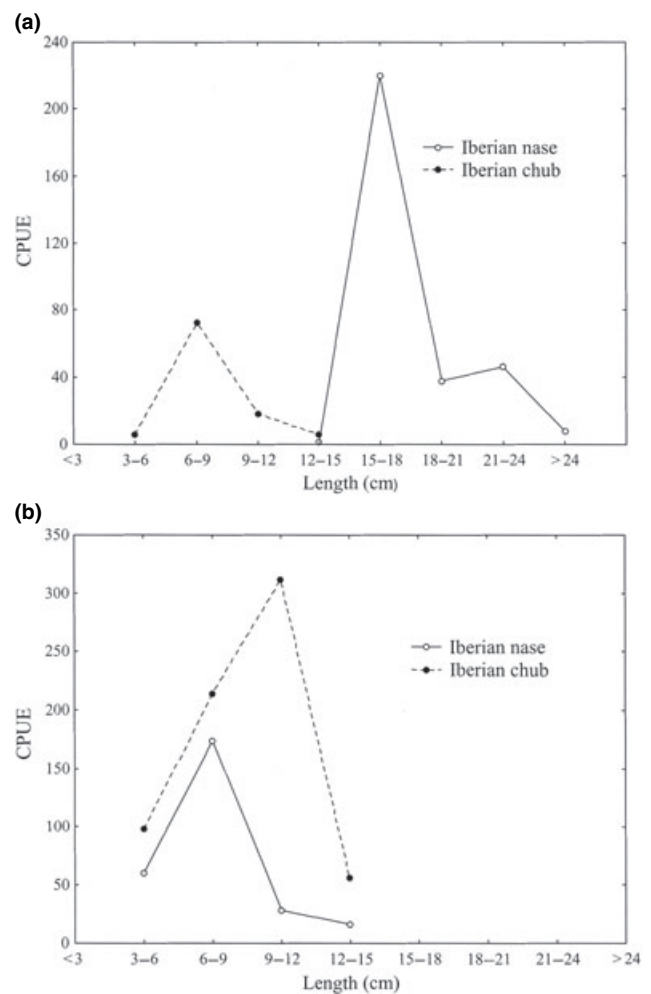 (a)
240
200
160
120
80
40
0
CPUE
Iberian nase
Iberian chub
<3 3–6 6–9 9–12 12–15 15–18 18–21 21–24 >24
Length (cm)
(b)
350
300
250
200
150
100
50
0
CPUE
Iberian nase
Iberian chub
<3 3–6 6–9 9–12 12–15 15–18 18–21 21–24 >24
Length (cm)